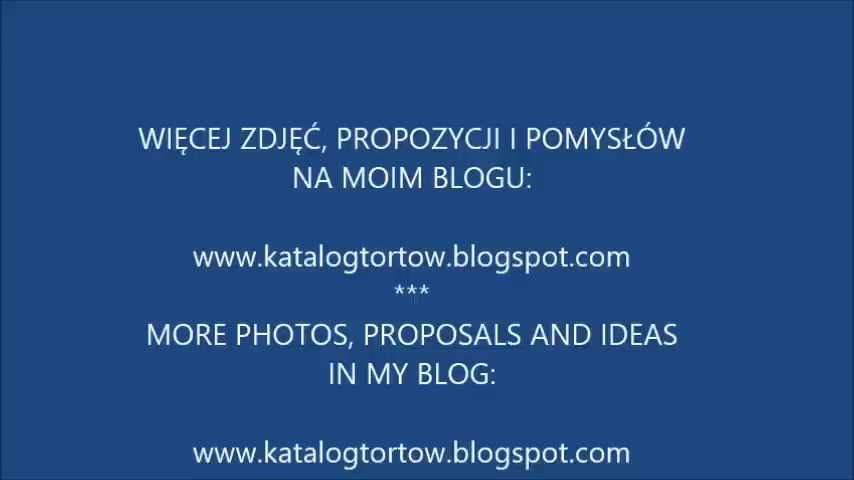 WIĘCEJ ZDJĘĆ, PROPOZYCJI I POMYSŁÓW
NA MOIM BLOGU:
www.katalogtortow.blogspot.com
***
MORE PHOTOS, PROPOSALS AND IDEAS
IN MY BLOG:
www.katalogtortow.blogspot.com